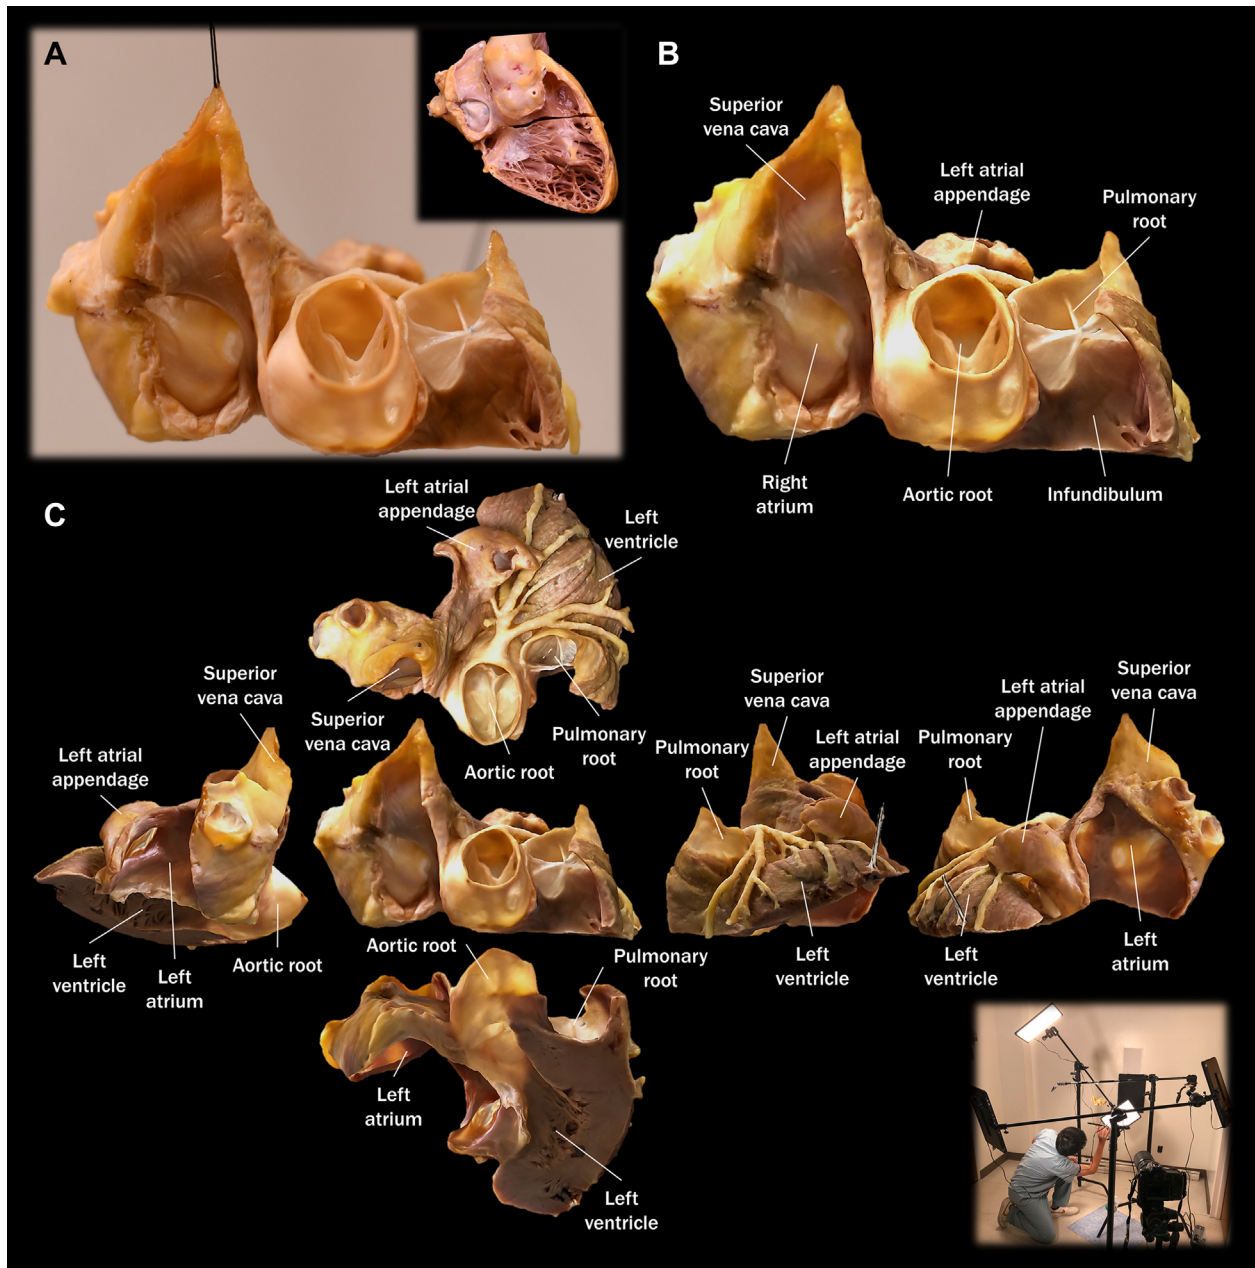 A
B
Superior
vena cava
Left atrial
appendage
Pulmonary
root
Right
atrium
Aortic root
Infundibulum
C
Left atrial
appendage
Left
ventricle
Superior
vena cava
Pulmonary
root
Aortic root
Superior
vena cava
Left atrial
appendage
Left
ventricle
Left
atrium
Aortic root
Superior
vena cava
Pulmonary
root
Left atrial
appendage
Left
ventricle
Superior
vena cava
Left atrial
appendage
Pulmonary
root
Left
ventricle
Left
atrium
Aortic root
Pulmonary
root
Left
atrium
Left
ventricle